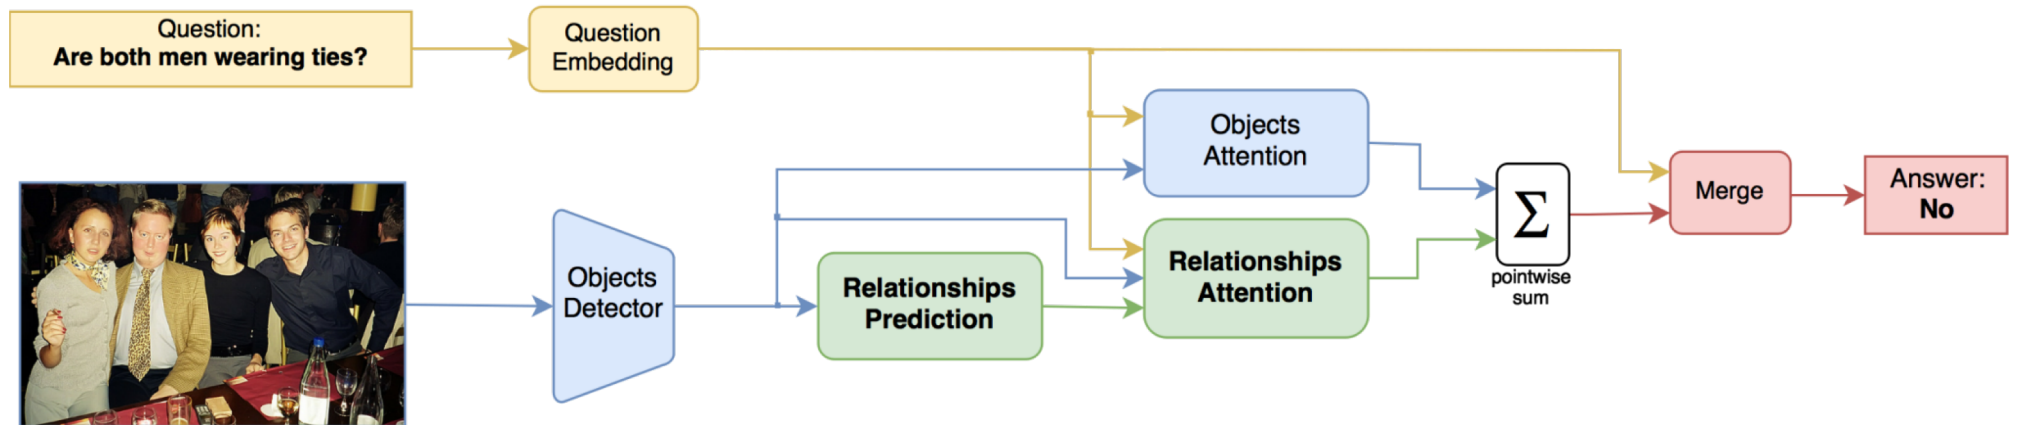 Question:
Are both men wearing ties?
Question
Embedding
Objects
Attention
Objects
Detector
Relationships
Prediction
Relationships
Attention
Σ
pointwise
sum
Merge
Answer:
No